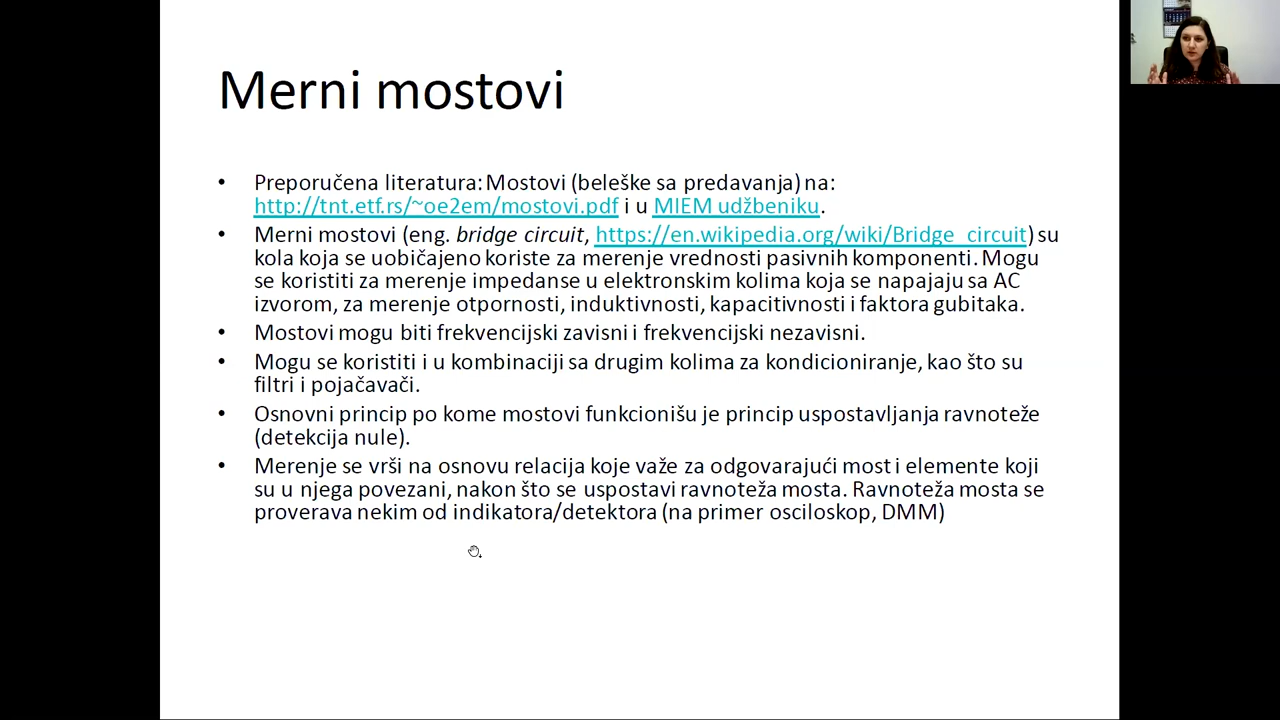 Merni mostovi
• Preporučena literatura: Mostovi (beleške sa predavanja) na:
http://tnt.etf.rs/~oe2em/mostovi.pdf i u MIEM udžbeniku.
• Merni mostovi (eng. bridge circuit, https://en.wikipedia.org/wiki/Bridge_circuit) su
kola koja se uobičajeno koriste za merenje vrednosti pasivnih komponenti. Mogu
se koristiti za merenje impedanse u elektronskim kolima koja se napajaju sa AC
izvorom, za merenje otpornosti, induktivnosti, kapacitivnosti i faktora gubitaka.
• Mostovi mogu biti frekvencijski zavisni i frekvencijski nezavisni.
• Mogu se koristiti i u kombinaciji sa drugim kolima za kondicioniranje, kao što su
filtri i pojačavači.
• Osnovni princip po kome mostovi funkcionišu je princip uspostavljanja ravnoteže
(detekcija nule).
• Merenje se vrši na osnovu relacija koje važe za odgovarajući most i elemente koji
su u njega povezani, nakon što se uspostavi ravnoteža mosta. Ravnoteža mosta se
proverava nekim od indikatora/detektora (na primer osciloskop, DMM)